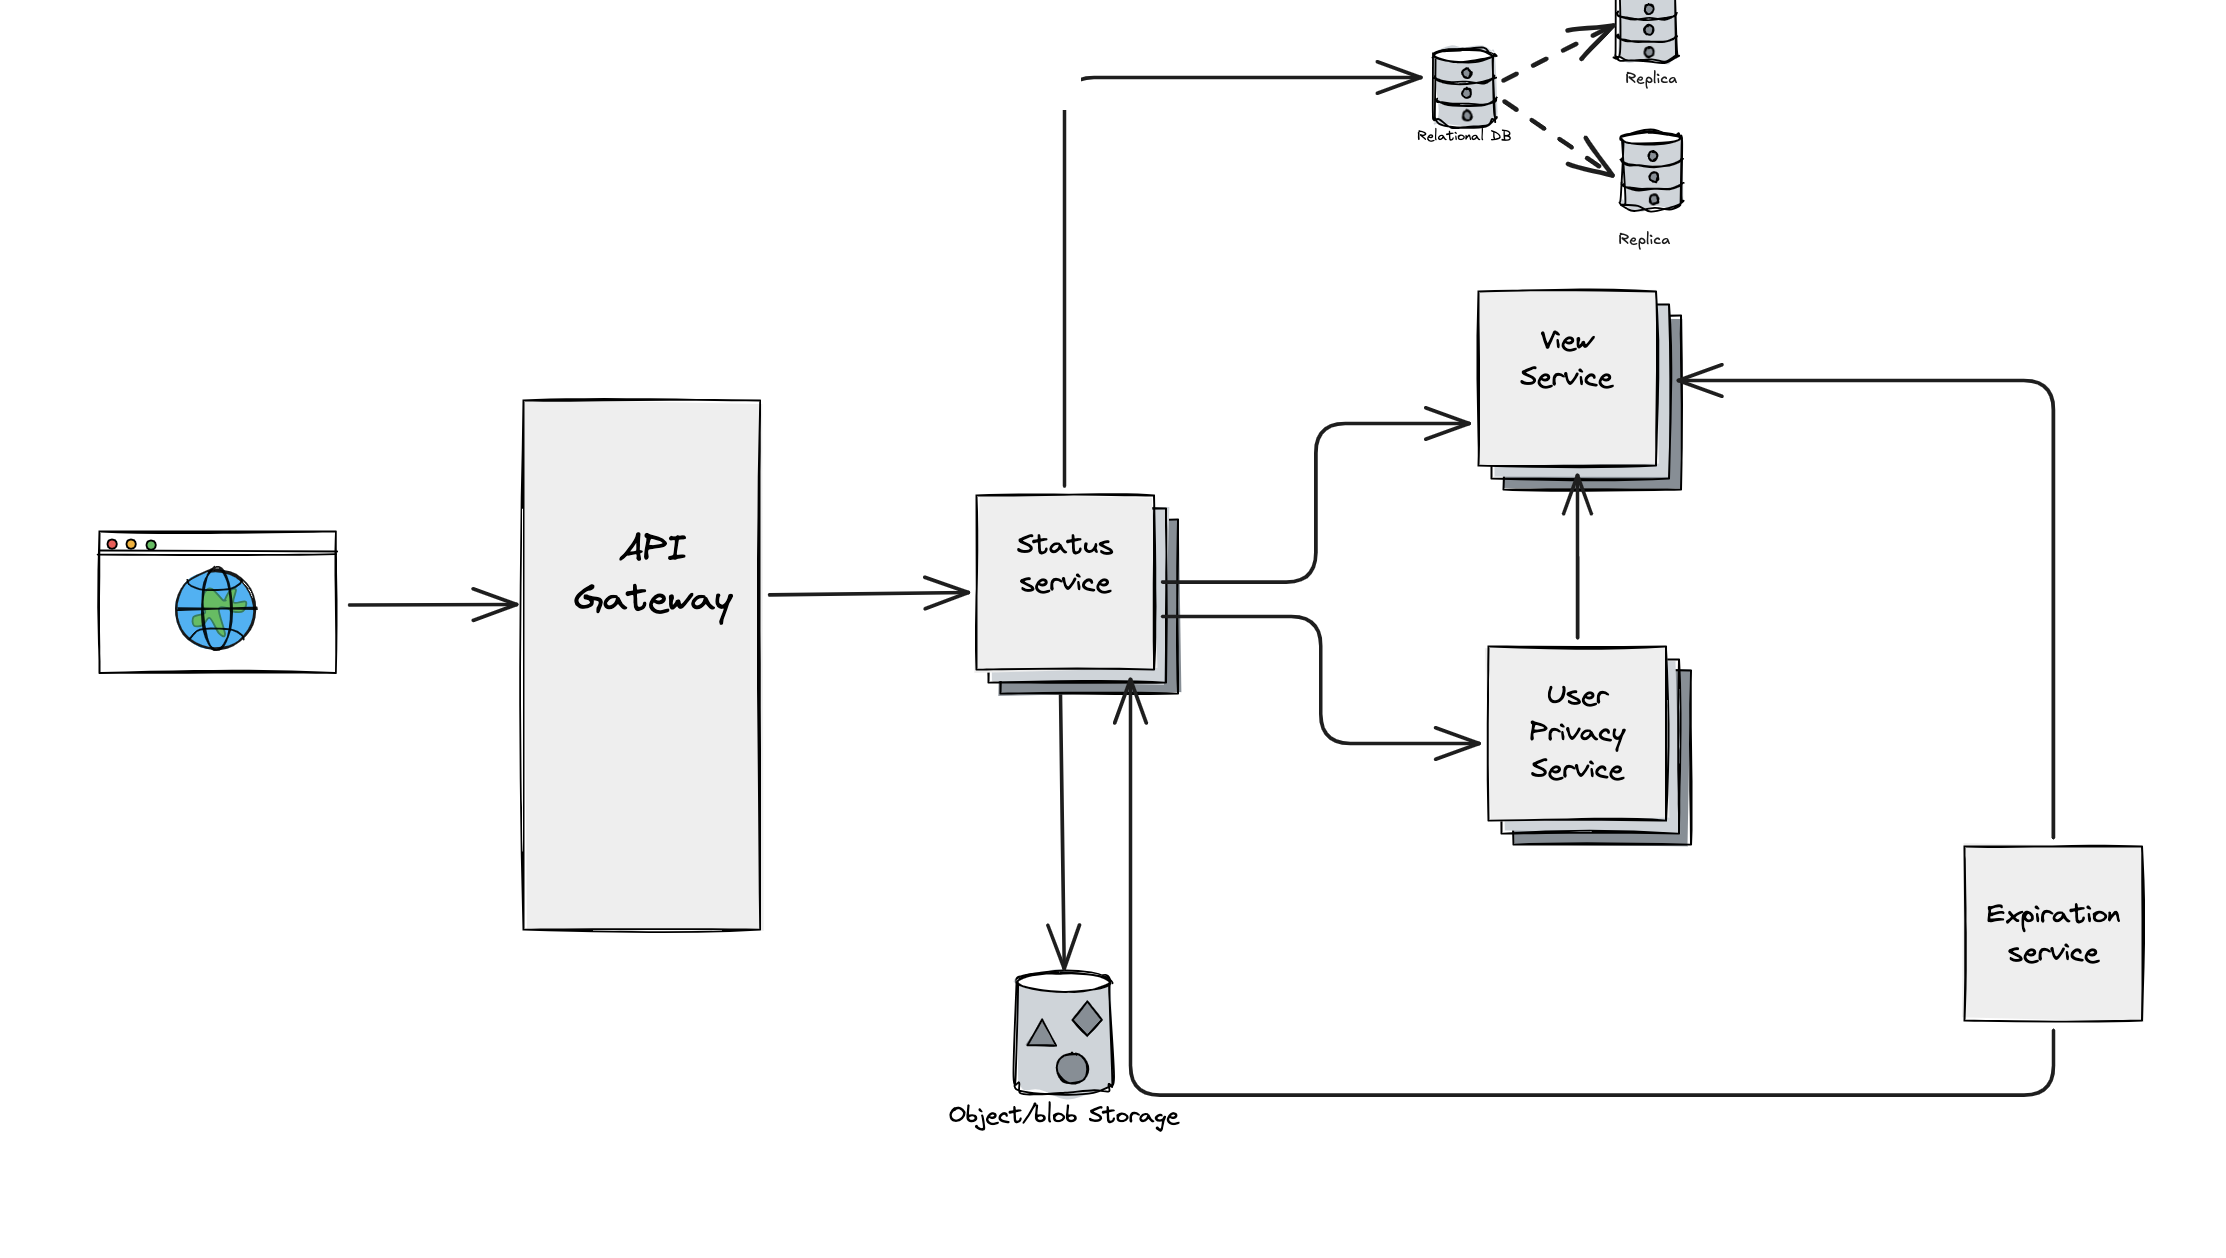 Replica
Relational DB
Replica
View
Service
API
Gateway
Status
service
User
Privacy
Service
Expiration
service
Object/blob Storage